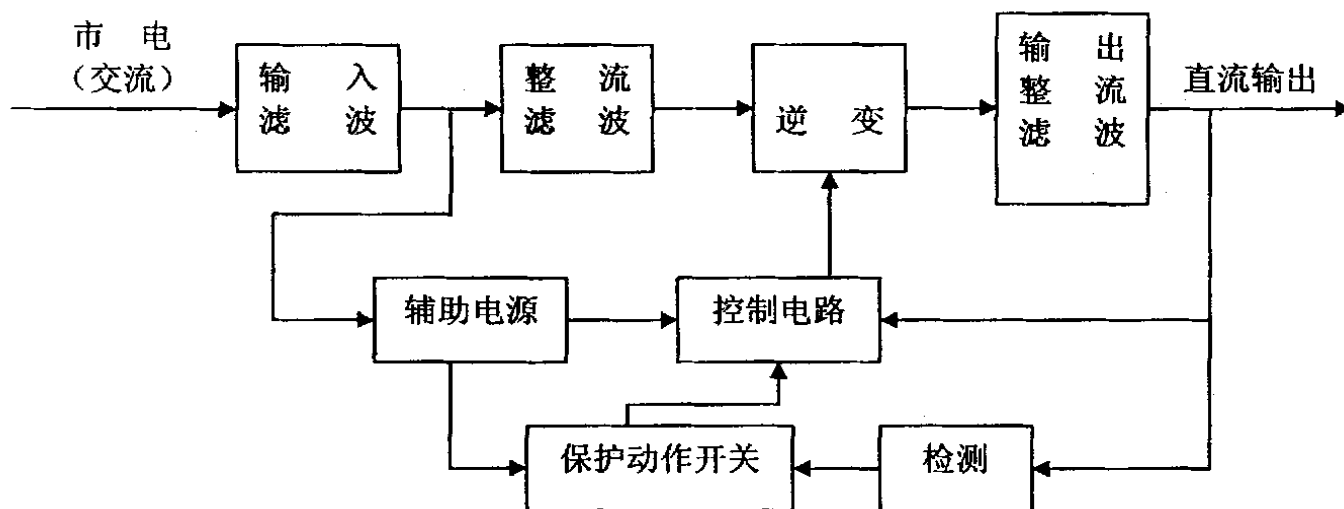 市 电
（交流）
输 入
滤 波
整 流
滤 波
逆 变
输 出
整 流
滤 波
直流输出
辅助电源
控制电路
保护动作开关
检测